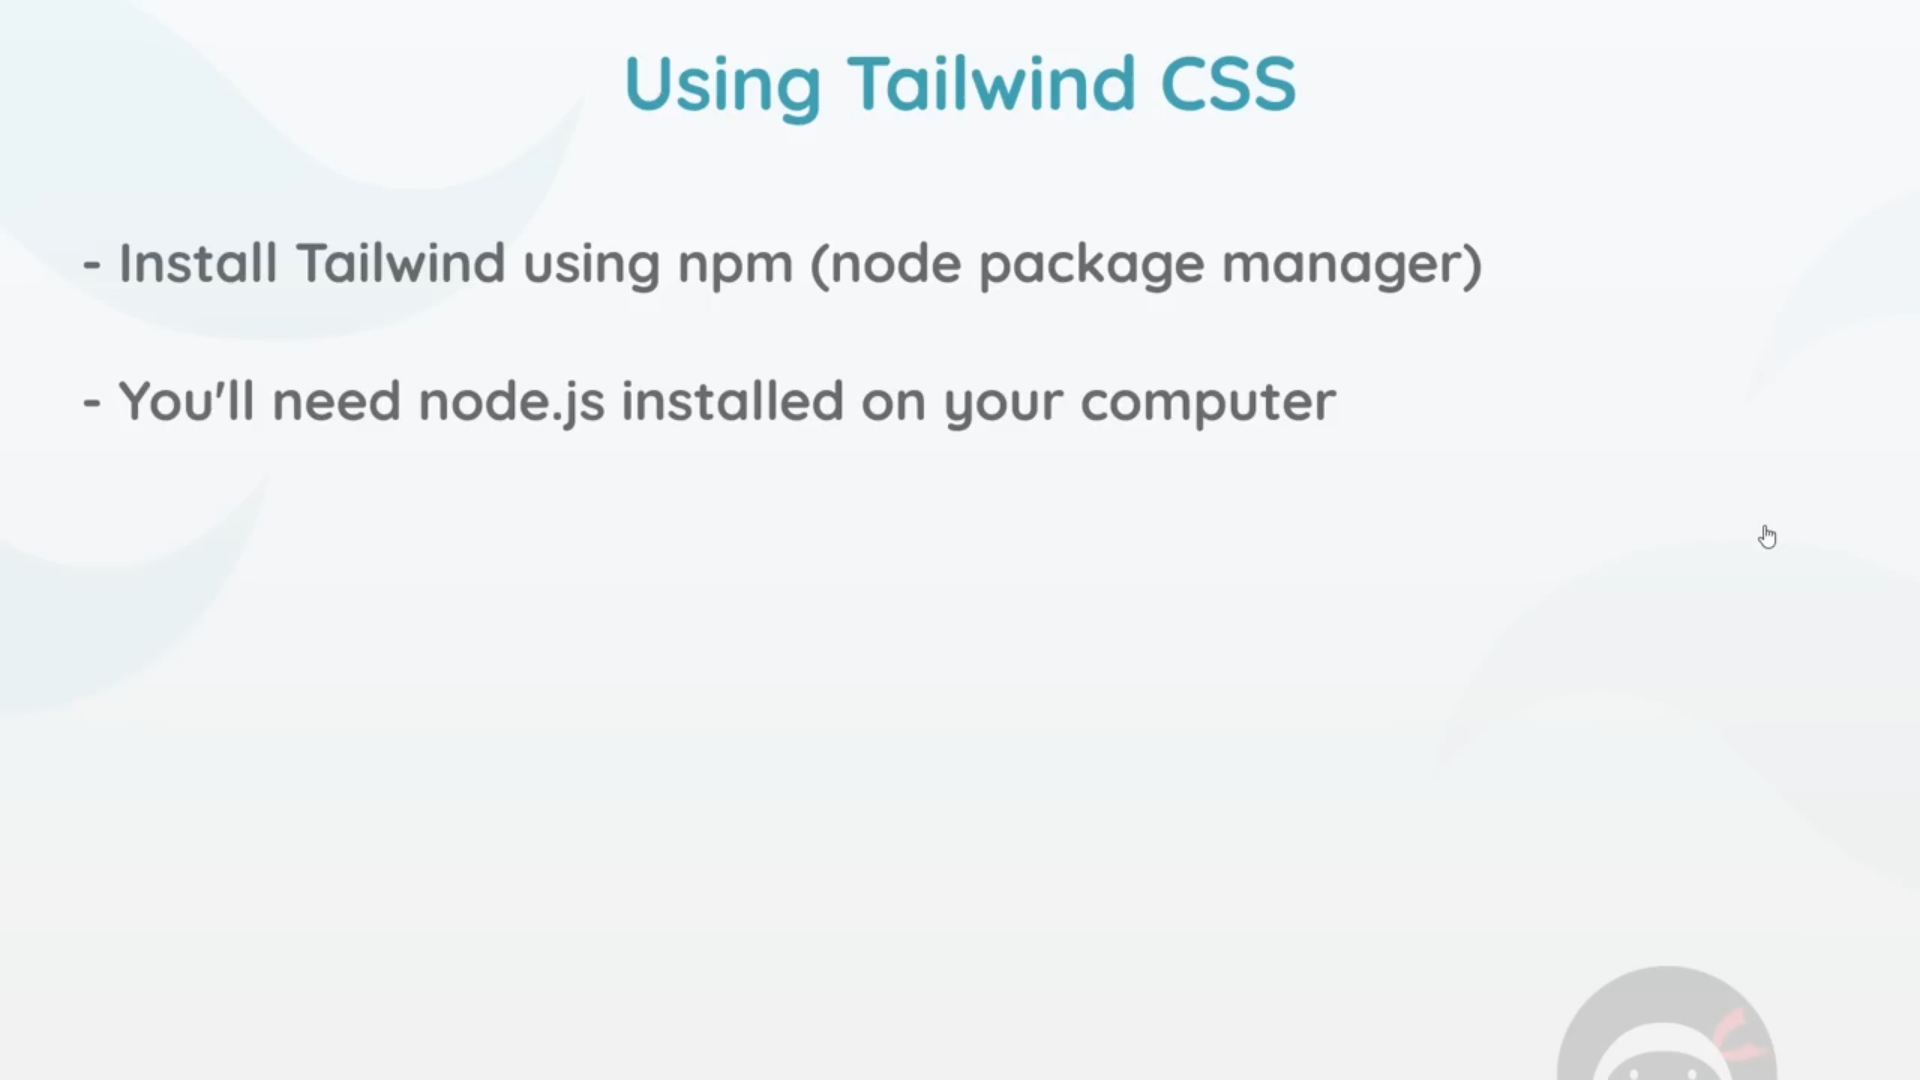 Using Tailwind CSS
- Install Tailwind using npm (node package manager)
- You'll need node.js installed on your computer